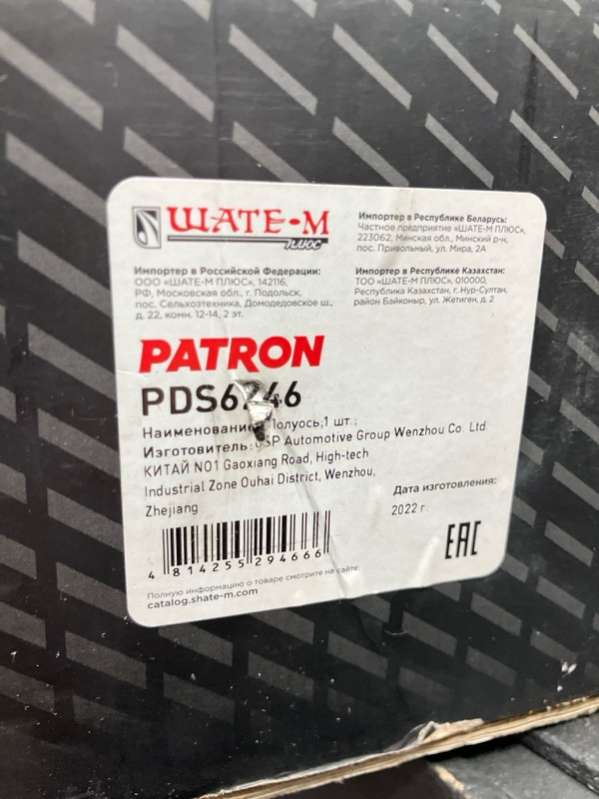 ШАТЕ-М
ПЛЮС
Импортер в Республике Беларусь:
Частное предприятие «ШАТЕ-М ПЛЮС»,
223062, Минская обл., Минский р-н,
пос. Привольный, ул. Мира, 2А
Импортер в Российской Федерации:
ООО «ШАТЕ-М ПЛЮС», 142116,
РФ, Московская обл., г. Подольск,
пос. Сельхозтехника, Домодедовское ш.,
д. 22, комн. 12-14, 2 эт.
Импортер в Республике Казахстан:
ТОО "ШАТЕ-М ПЛЮС», 010000,
Республика Казахстан, г. Нур-Султан,
район Байконыр, ул. Жетиген, д. 2
PATRON
Полуось,1 шт.;
Изготовитель: Automotive Group Wenzhou Co. Ltd.
КИТАЙ NO1 Gaoxiang Road, High-tech
Industrial Zone Ouhai District, Wenzhou,
Zhejiang
Дата изготовления:
2022 г.
EAC
4 814255 294666
Полную информацию о товаре смотрите на сайте:
catalog.shate-m.com